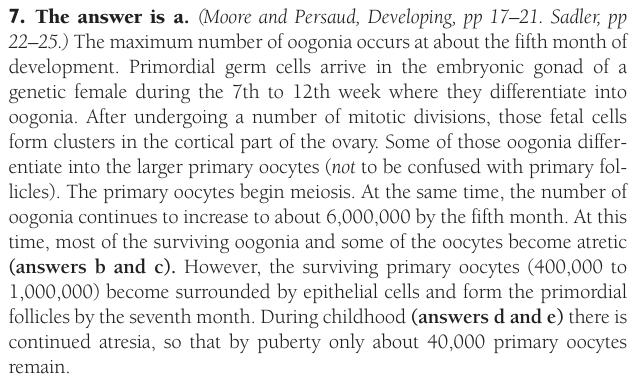 7. The answer is a. (Moore and Persaud, Developing, pp 17–21. Sadler, pp
22–25.) The maximum number of oogonia occurs at about the fifth month of
development. Primordial germ cells arrive in the embryonic gonad of a
genetic female during the 7th to 12th week where they differentiate into
oogonia. After undergoing a number of mitotic divisions, those fetal cells
form clusters in the cortical part of the ovary. Some of those oogonia differ-
entiate into the larger primary oocytes (not to be confused with primary fol-
licles). The primary oocytes begin meiosis. At the same time, the number of
oogonia continues to increase to about 6,000,000 by the fifth month. At this
time, most of the surviving oogonia and some of the oocytes become atretic
(answers b and c). However, the surviving primary oocytes (400,000 to
1,000,000) become surrounded by epithelial cells and form the primordial
follicles by the seventh month. During childhood (answers d and e) there is
continued atresia, so that by puberty only about 40,000 primary oocytes
remain.